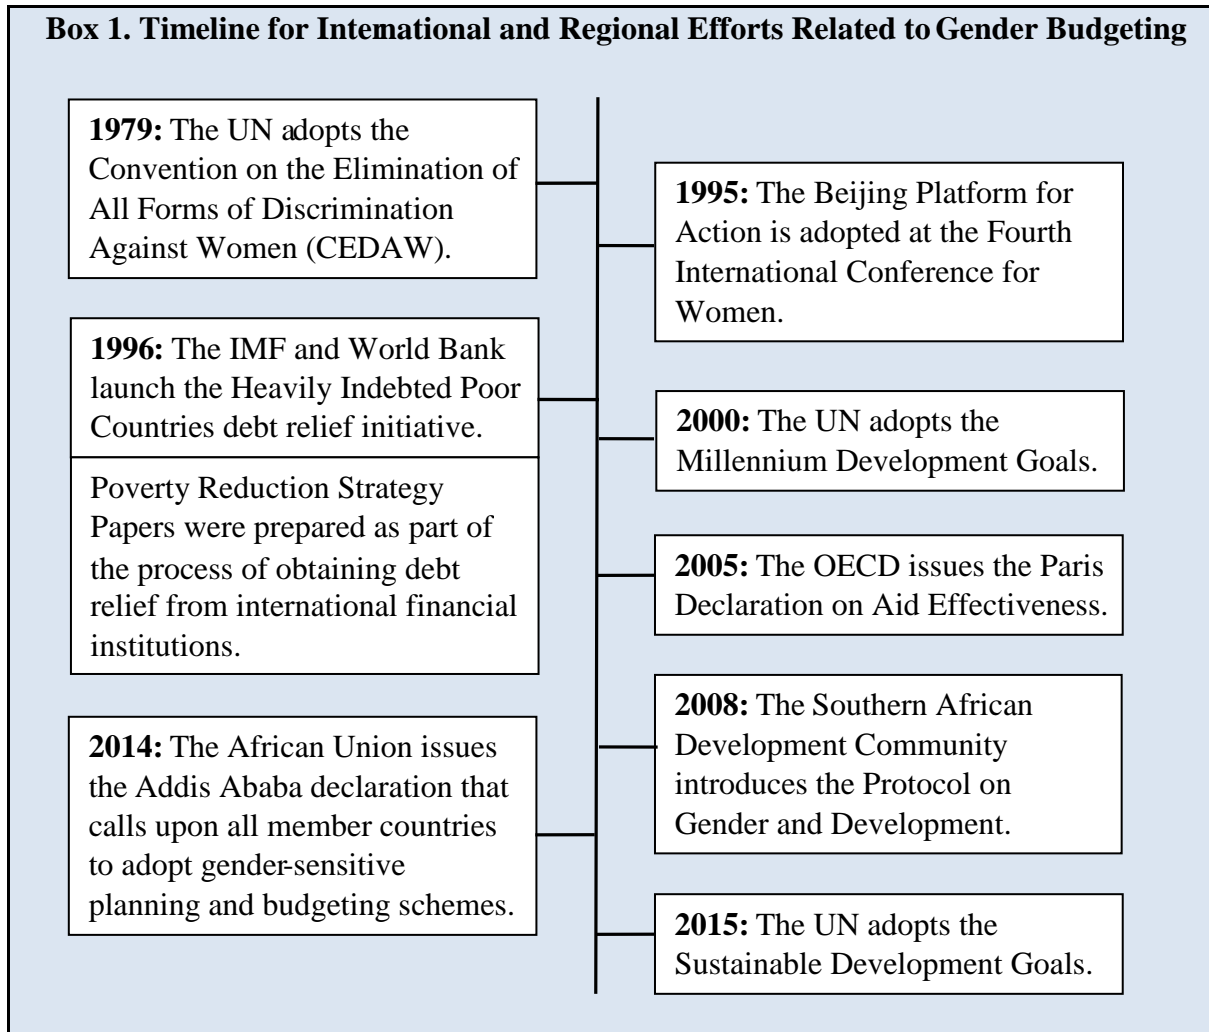 Box 1. Timeline for International and Regional Efforts Related to Gender Budgeting
1979: The UN adopts the
Convention on the Elimination of
All Forms of Discrimination
Against Women (CEDAW).
1995: The Beijing Platform for
Action is adopted at the Fourth
International Conference for
Women.
1996: The IMF and World Bank
launch the Heavily Indebted Poor
Countries debt relief initiative.
Poverty Reduction Strategy
Papers were prepared as part of
the process of obtaining debt
relief from international financial
institutions.
2000: The UN adopts the
Millennium Development Goals.
2005: The OECD issues the Paris
Declaration on Aid Effectiveness.
2008: The Southern African
Development Community
introduces the Protocol on
Gender and Development.
2014: The African Union issues
the Addis Ababa declaration that
calls upon all member countries
to adopt gender-sensitive
planning and budgeting schemes.
2015: The UN adopts the
Sustainable Development Goals.